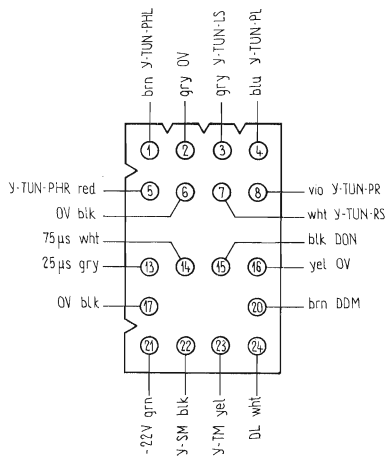 brn Y-TUN-PHL
gry 0V
gry Y-TUN-LS
blu Y-TUN-PL
1
2
3
4
Y-TUN-PHR red
5
6
7
8
vio Y-TUN-PR
0V blk
wht Y-TUN-RS
75µs wht
blk DON
25µs gry
13
14
15
16
yel 0V
0V blk
17
20
brn DDM
21
22
23
24
-22V grn
Y-SM blk
Y-TM yel
DL wht